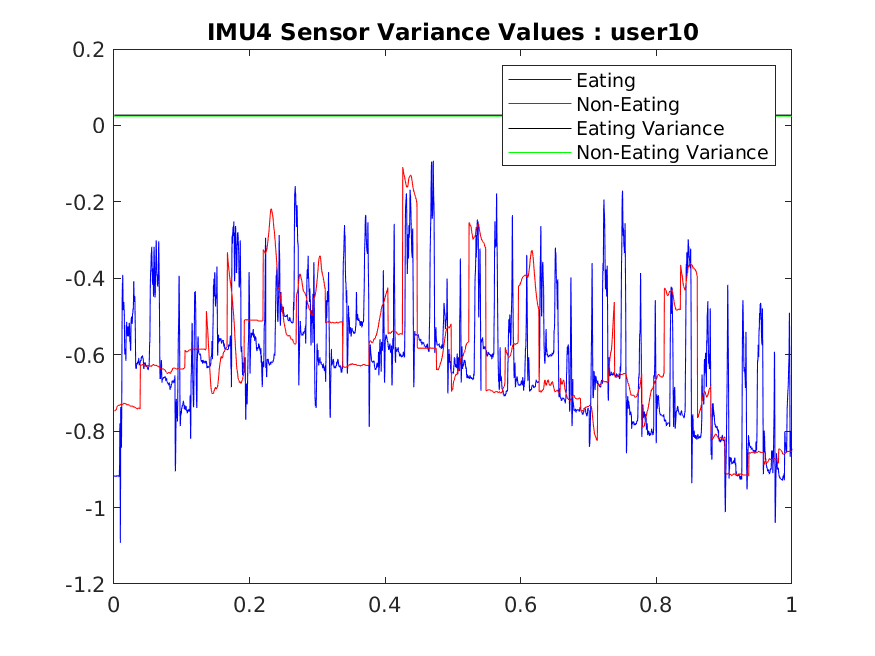 IMU4 Sensor Variance Values : user10
Eating
Non-Eating
Eating Variance
Non-Eating Variance
0.2
0
-0.2
-0.4
-0.6
-0.8
-1
-1.2
0 0.2 0.4 0.6 0.8 1